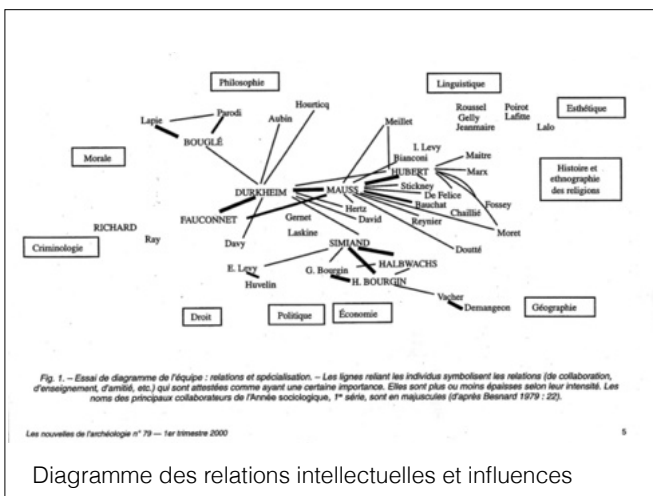 Philosophie
Linguistique
Hourticq
Roussel Poirot
Esthétique
Parodi
Gelly Lafitte
Lapie
Aubin
Meillet
Jeanmaire
Lalo
BOUGLÉ
I. Levy
Morale
Bianconi
Maitre
HUBERT
Histoire et
ethnographie
des religions
Marx
DURKHEIM MAUSS
Stickney
De Felice
Hertz
Bauchat
Fossey
FAUCONNET
Gernet
David
Reynier
Chaillié
RICHARD
Laskine
Moret
Criminologie
Ray
Davy
SIMIAND
Doutté
E. Levy
G. Bourgin
HALBWACHS
Huvelin
H. BOURGIN
Vacher
Demangeon
Géographie
Droit
Politique
Économie
Fig. 1. – Essai de diagramme de l'équipe : relations et spécialisation. – Les lignes reliant les individus symbolisent les relations (de collaboration,
d'enseignement, d'amitié, etc.) qui sont attestées comme ayant une certaine importance. Elles sont plus ou moins épaisses selon leur intensité. Les
noms des principaux collaborateurs de l'Année sociologique, 1re série, sont en majuscules (d'après Besnard 1979 : 22).
Les nouvelles de l'archéologie n° 79 — 1er trimestre 2000
5
Diagramme des relations intellectuelles et influences